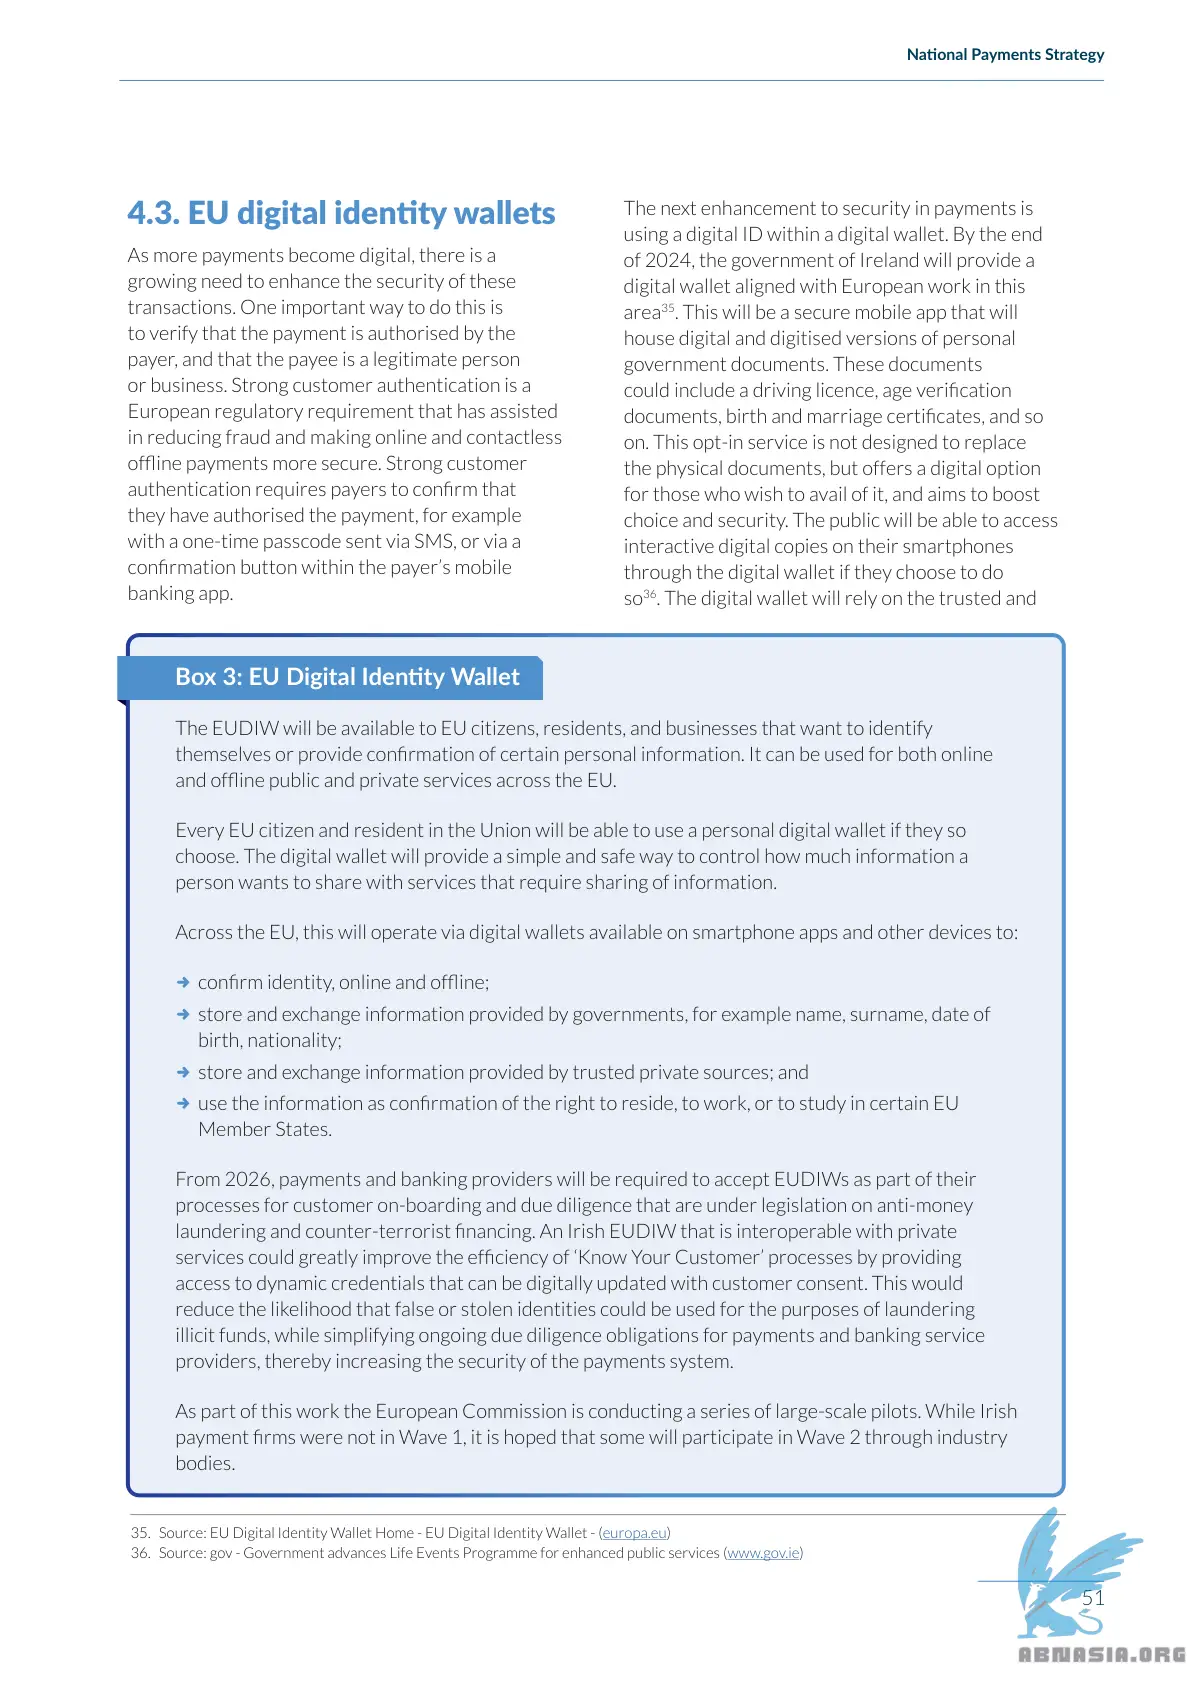 National Payments Strategy
4.3. EU digital identity wallets
As more payments become digital, there is a
growing need to enhance the security of these
transactions. One important way to do this is
to verify that the payment is authorised by the
payer, and that the payee is a legitimate person
or business. Strong customer authentication is a
European regulatory requirement that has assisted
in reducing fraud and making online and contactless
offline payments more secure. Strong customer
authentication requires payers to confirm that
they have authorised the payment, for example
with a one-time passcode sent via SMS, or via a
confirmation button within the payer’s mobile
banking app.
The next enhancement to security in payments is
using a digital ID within a digital wallet. By the end
of 2024, the government of Ireland will provide a
digital wallet aligned with European work in this
area35. This will be a secure mobile app that will
house digital and digitised versions of personal
government documents. These documents
could include a driving licence, age verification
documents, birth and marriage certificates, and so
on. This opt-in service is not designed to replace
the physical documents, but offers a digital option
for those who wish to avail of it, and aims to boost
choice and security. The public will be able to access
interactive digital copies on their smartphones
through the digital wallet if they choose to do
so36. The digital wallet will rely on the trusted and
Box 3: EU Digital Identity Wallet
The EUDIW will be available to EU citizens, residents, and businesses that want to identify
themselves or provide confirmation of certain personal information. It can be used for both online
and offline public and private services across the EU.
Every EU citizen and resident in the Union will be able to use a personal digital wallet if they so
choose. The digital wallet will provide a simple and safe way to control how much information a
person wants to share with services that require sharing of information.
Across the EU, this will operate via digital wallets available on smartphone apps and other devices to:
➔ confirm identity, online and offline;
➔ store and exchange information provided by governments, for example name, surname, date of
birth, nationality;
➔ store and exchange information provided by trusted private sources; and
➔ use the information as confirmation of the right to reside, to work, or to study in certain EU
Member States.
From 2026, payments and banking providers will be required to accept EUDIWs as part of their
processes for customer on-boarding and due diligence that are under legislation on anti-money
laundering and counter-terrorist financing. An Irish EUDIW that is interoperable with private
services could greatly improve the efficiency of ‘Know Your Customer’ processes by providing
access to dynamic credentials that can be digitally updated with customer consent. This would
reduce the likelihood that false or stolen identities could be used for the purposes of laundering
illicit funds, while simplifying ongoing due diligence obligations for payments and banking service
providers, thereby increasing the security of the payments system.
As part of this work the European Commission is conducting a series of large-scale pilots. While Irish
payment firms were not in Wave 1, it is hoped that some will participate in Wave 2 through industry
bodies.
35. Source: EU Digital Identity Wallet Home - EU Digital Identity Wallet - (europa.eu)
36. Source: gov - Government advances Life Events Programme for enhanced public services (www.gov.ie)
51
ABNASIA.ORG